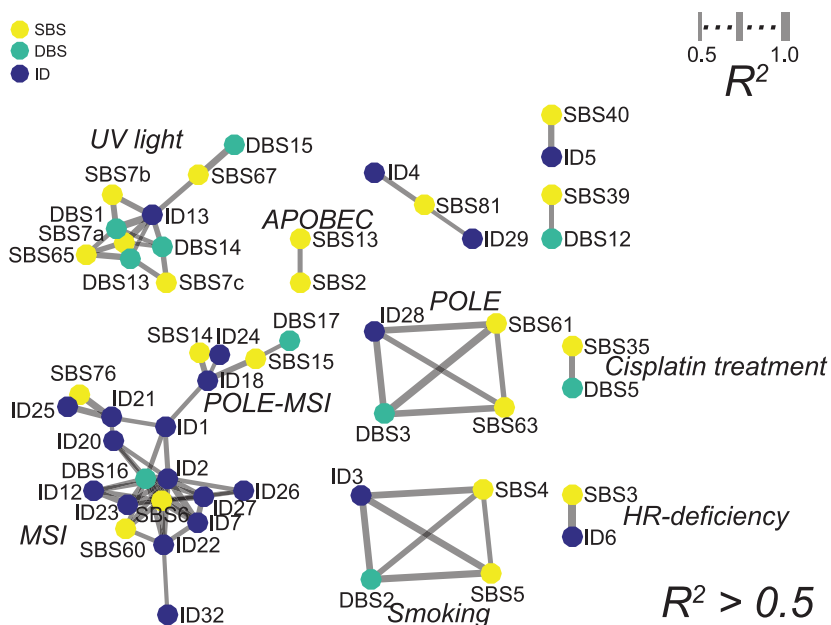 SBS
DBS
ID
0.5 1.0
R²
UV light
DBS15
SBS7b
SBS67
DBS1
ID13
SBS7a
SBS65
DBS14
DBS13
SBS7c
APOBEC
SBS13
SBS2
ID4
SBS81
ID29
SBS40
ID5
SBS39
DBS12
DBS17
SBS14
ID24
SBS15
ID18
POLE-MSI
SBS76
ID21
ID25
ID1
ID20
DBS16
ID2
ID12
ID26
ID23
SBS6
ID27
ID7
MSI
SBS60
ID22
ID32
POLE
ID28
SBS61
DBS3
SBS63
SBS35
Cisplatin treatment
DBS5
ID3
SBS4
DBS2
SBS5
Smoking
SBS3
HR-deficiency
ID6
R² > 0.5